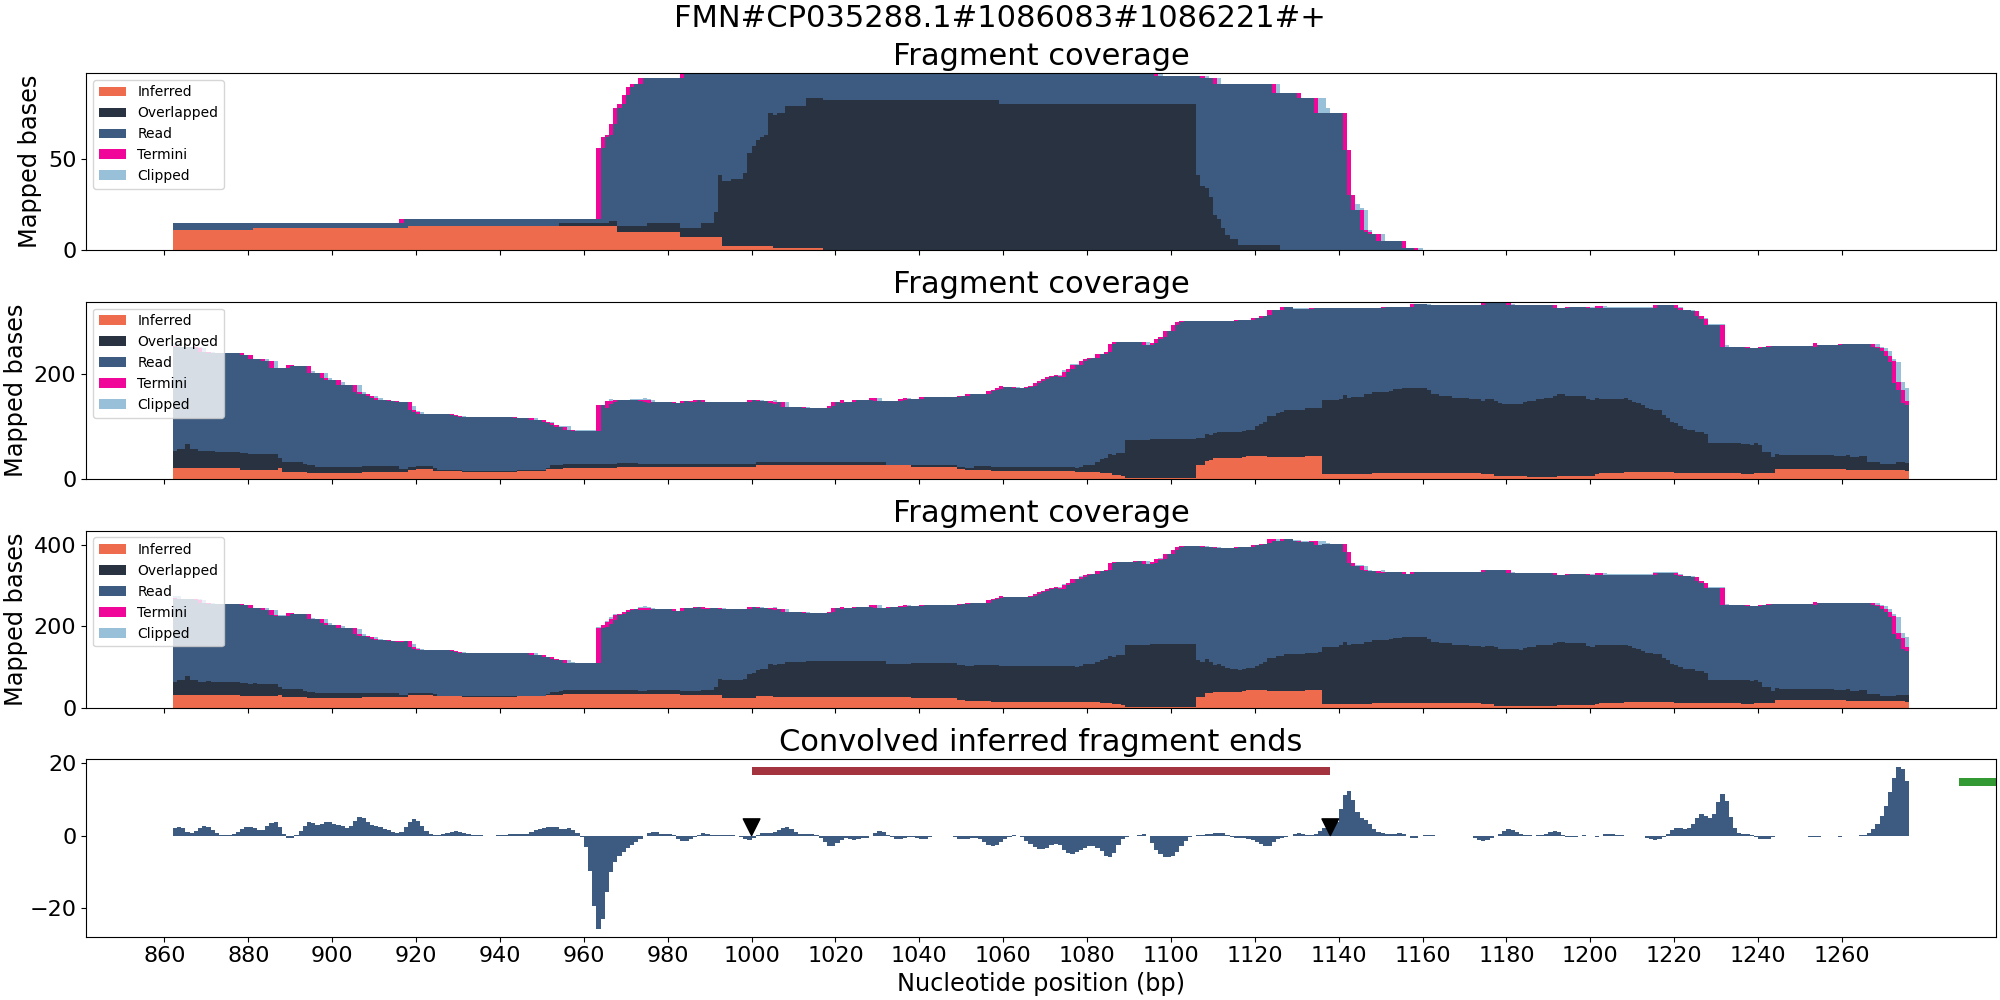 FMN#CP035288.1#1086083#1086221#+
Fragment coverage
Mapped bases
50
0
Inferred
Overlapped
Read
Termini
Clipped
Fragment coverage
Mapped bases
200
0
Inferred
Overlapped
Read
Termini
Clipped
Fragment coverage
Mapped bases
400
200
0
Inferred
Overlapped
Read
Termini
Clipped
Convolved inferred fragment ends
20
0
−20
860 880 900 920 940 960 980 1000 1020 1040 1060 1080 1100 1120 1140 1160 1180 1200 1220 1240 1260
Nucleotide position (bp)